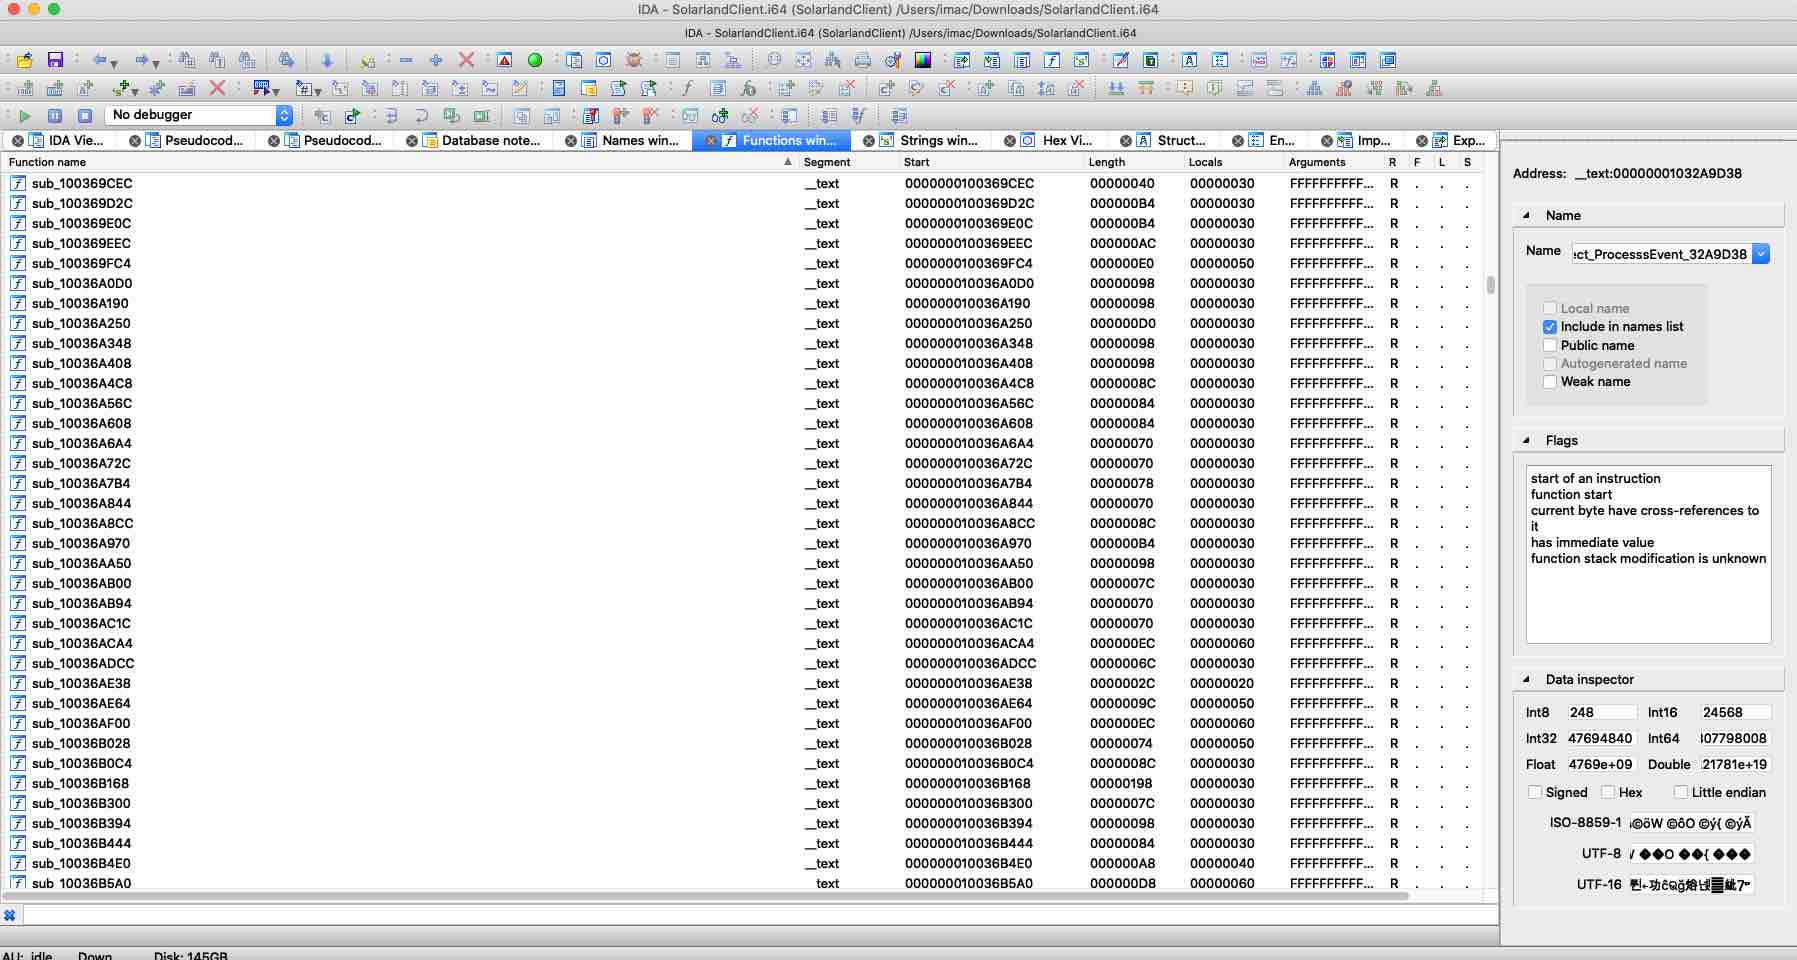 IDA - SolarlandClient.i64 (SolarlandClient) /Users/imac/Downloads/SolarlandClient.i64
IDA - SolarlandClient.i64 (SolarlandClient) /Users/imac/Downloads/SolarlandClient.i64
No debugger
IDA Vie... Pseudocod... Pseudocod... Database note... Names win... Functions win... Strings win... Hex Vi... Struct... En... Imp... Exp...
Function name Segment Start Length Locals Arguments R F L S
sub_100369CEC __text 0000000100369CEC 00000040 00000030 FFFFFFFFFF... R . . .
sub_100369D2C __text 0000000100369D2C 000000B4 00000030 FFFFFFFFFF... R . . .
sub_100369E0C __text 0000000100369E0C 000000B4 00000030 FFFFFFFFFF... R . . .
sub_100369EEC __text 0000000100369EEC 000000AC 00000030 FFFFFFFFFF... R . . .
sub_100369FC4 __text 0000000100369FC4 000000E0 00000050 FFFFFFFFFF... R . . .
sub_10036A0D0 __text 000000010036A0D0 00000098 00000030 FFFFFFFFFF... R . . .
sub_10036A190 __text 000000010036A190 00000098 00000030 FFFFFFFFFF... R . . .
sub_10036A250 __text 000000010036A250 000000D0 00000030 FFFFFFFFFF... R . . .
sub_10036A348 __text 000000010036A348 00000098 00000030 FFFFFFFFFF... R . . .
sub_10036A408 __text 000000010036A408 00000098 00000030 FFFFFFFFFF... R . . .
sub_10036A4C8 __text 000000010036A4C8 0000008C 00000030 FFFFFFFFFF... R . . .
sub_10036A56C __text 000000010036A56C 00000084 00000030 FFFFFFFFFF... R . . .
sub_10036A608 __text 000000010036A608 00000084 00000030 FFFFFFFFFF... R . . .
sub_10036A6A4 __text 000000010036A6A4 00000070 00000030 FFFFFFFFFF... R . . .
sub_10036A72C __text 000000010036A72C 00000070 00000030 FFFFFFFFFF... R . . .
sub_10036A7B4 __text 000000010036A7B4 00000078 00000030 FFFFFFFFFF... R . . .
sub_10036A844 __text 000000010036A844 00000070 00000030 FFFFFFFFFF... R . . .
sub_10036A8CC __text 000000010036A8CC 0000008C 00000030 FFFFFFFFFF... R . . .
sub_10036A970 __text 000000010036A970 000000B4 00000030 FFFFFFFFFF... R . . .
sub_10036AA50 __text 000000010036AA50 00000098 00000030 FFFFFFFFFF... R . . .
sub_10036AB00 __text 000000010036AB00 0000007C 00000030 FFFFFFFFFF... R . . .
sub_10036AB94 __text 000000010036AB94 00000070 00000030 FFFFFFFFFF... R . . .
sub_10036AC1C __text 000000010036AC1C 00000070 00000030 FFFFFFFFFF... R . . .
sub_10036ACA4 __text 000000010036ACA4 000000EC 00000060 FFFFFFFFFF... R . . .
sub_10036ADCC __text 000000010036ADCC 0000006C 00000030 FFFFFFFFFF... R . . .
sub_10036AE38 __text 000000010036AE38 0000002C 00000020 FFFFFFFFFF... R . . .
sub_10036AE64 __text 000000010036AE64 0000009C 00000050 FFFFFFFFFF... R . . .
sub_10036AF00 __text 000000010036AF00 000000EC 00000060 FFFFFFFFFF... R . . .
sub_10036B028 __text 000000010036B028 00000074 00000050 FFFFFFFFFF... R . . .
sub_10036B0C4 __text 000000010036B0C4 0000008C 00000030 FFFFFFFFFF... R . . .
sub_10036B168 __text 000000010036B168 00000198 00000030 FFFFFFFFFF... R . . .
sub_10036B300 __text 000000010036B300 0000007C 00000030 FFFFFFFFFF... R . . .
sub_10036B394 __text 000000010036B394 00000098 00000030 FFFFFFFFFF... R . . .
sub_10036B444 __text 000000010036B444 00000084 00000030 FFFFFFFFFF... R . . .
sub_10036B4E0 __text 000000010036B4E0 000000A8 00000040 FFFFFFFFFF... R . . .
sub_10036B5A0 __text 000000010036B5A0 000000D8 00000060 FFFFFFFFFF... R . . .
AU: idle Down Disk: 145GB
Address: __text:00000001032A9D38
Name
Name ect_ProcesssEvent_32A9D38
Local name
Include in names list
Public name
Autogenerated name
Weak name
Flags
start of an instruction
function start
current byte have cross-references to
it
has immediate value
function stack modification is unknown
Data inspector
Int8 248 Int16 24568
Int32 47694840 Int64 07798008
Float 4769e+09 Double 21781e+19
Signed Hex Little endian
ISO-8859-1 ©öW ©ôO ©ý{ ©ýÃ
UTF-8 ��O ��{ ���
UTF-16